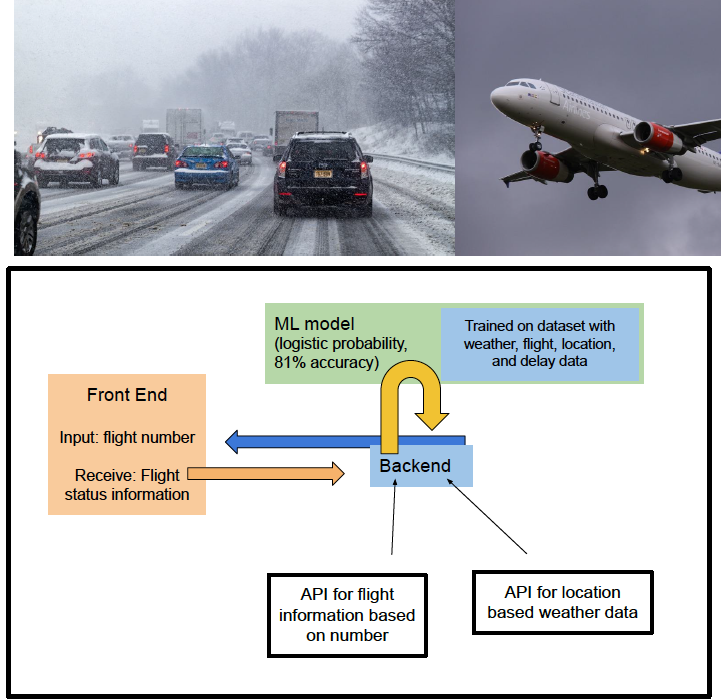 ML model
(logistic probability,
81% accuracy)
Trained on dataset with
weather, flight, location,
and delay data
Front End
Input: flight number
Receive: Flight
status information
Backend
API for flight
information based
on number
API for location
based weather data